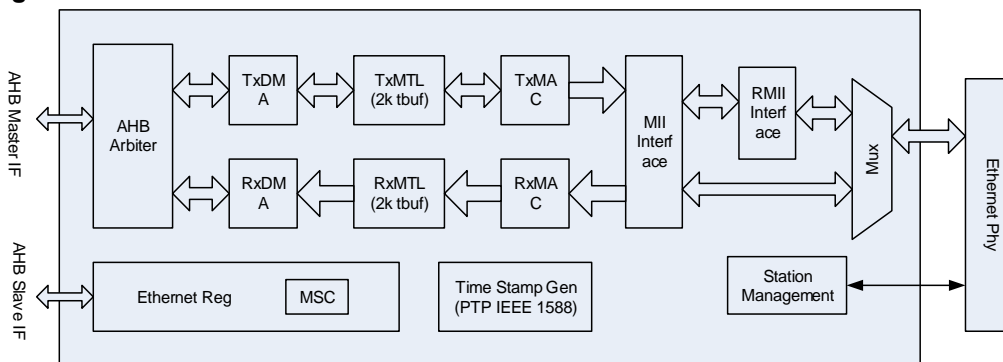 AHB Master IF
AHB
Arbiter
TxDM
A
TxMTL
(2k tbuf)
TxMA
C
MII
Interf
ace
RMII
Interf
ace
Mux
Ethernet Phy
RxDM
A
RxMTL
(2k tbuf)
RxMA
C
AHB Slave IF
Ethernet Reg
MSC
Time Stamp Gen
(PTP IEEE 1588)
Station
Management